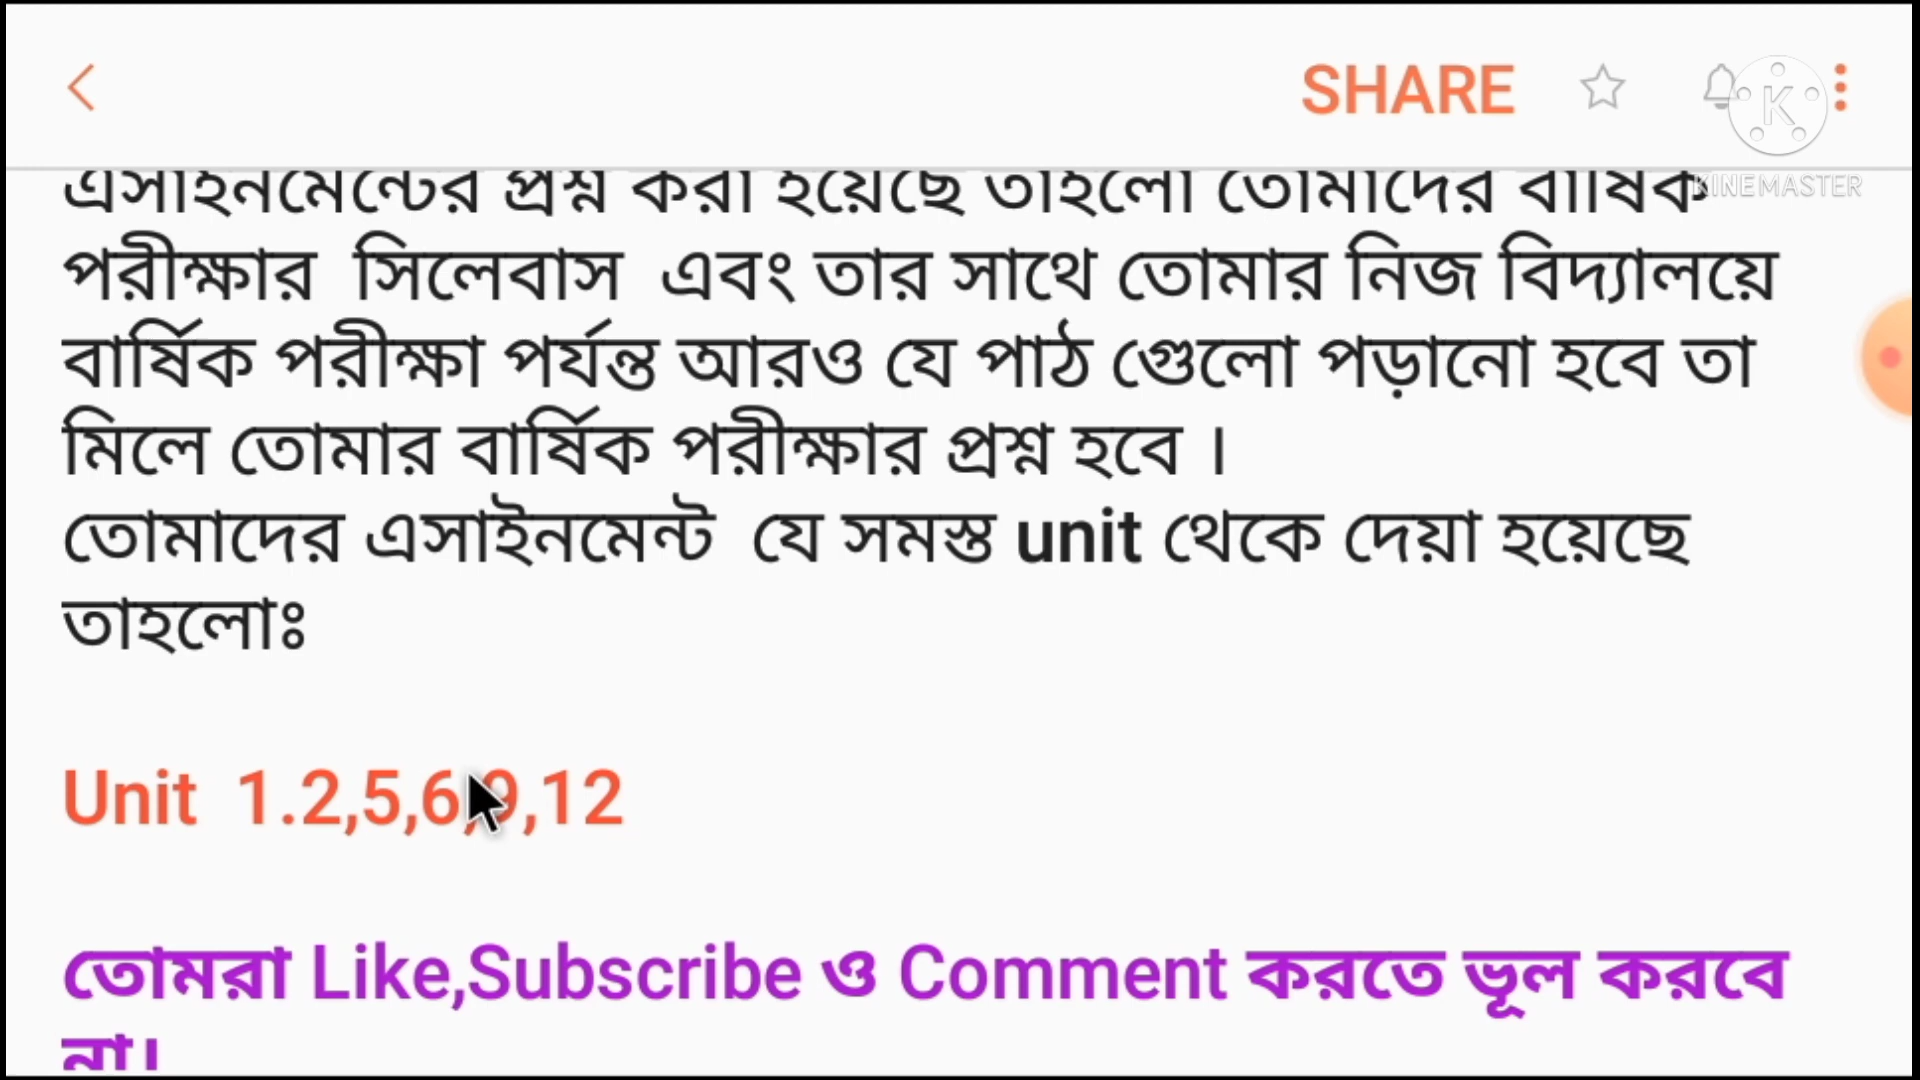 SHARE
KINEMASTER
এসাইনমেন্টের প্রশ্ন করা হয়েছে তাহলো তোমাদের বার্ষিক
পরীক্ষার সিলেবাস এবং তার সাথে তোমার নিজ বিদ্যালয়ে
বার্ষিক পরীক্ষা পর্যন্ত আরও যে পাঠ গুেলো পড়ানো হবে তা
মিলে তোমার বার্ষিক পরীক্ষার প্রশ্ন হবে ।
তোমাদের এসাইনমেন্ট যে সমস্ত unit থেকে দেয়া হয়েছে
তাহলোঃ
Unit 1.2,5,6,9,12
তোমরা Like,Subscribe ও Comment করতে ভূল করবে
না।